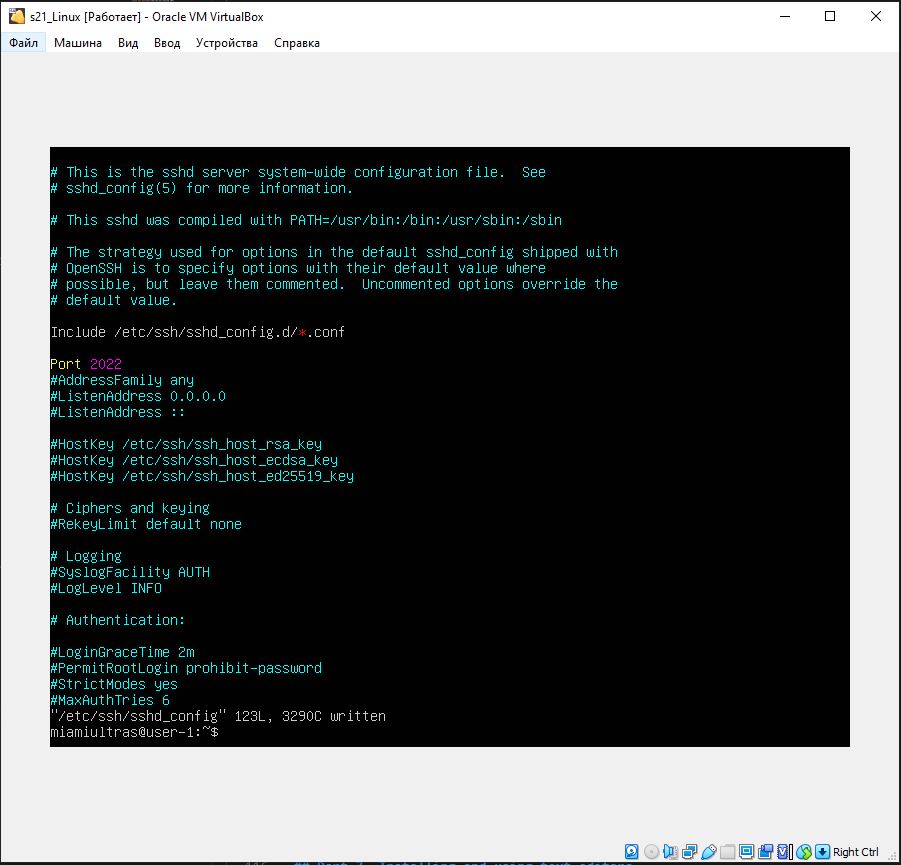 s21_Linux [Работает] - Oracle VM VirtualBox
Файл Машина Вид Ввод Устройства Справка
# This is the sshd server system-wide configuration file.  See
# sshd_config(5) for more information.
# This sshd was compiled with PATH=/usr/bin:/bin:/usr/sbin:/sbin
# The strategy used for options in the default sshd_config shipped with
# OpenSSH is to specify options with their default value where
# possible, but leave them commented.  Uncommented options override the
# default value.
Include /etc/ssh/sshd_config.d/*.conf
Port 2022
#AddressFamily any
#ListenAddress 0.0.0.0
#ListenAddress ::
#HostKey /etc/ssh/ssh_host_rsa_key
#HostKey /etc/ssh/ssh_host_ecdsa_key
#HostKey /etc/ssh/ssh_host_ed25519_key
# Ciphers and keying
#RekeyLimit default none
# Logging
#SyslogFacility AUTH
#LogLevel INFO
# Authentication:
#LoginGraceTime 2m
#PermitRootLogin prohibit-password
#StrictModes yes
#MaxAuthTries 6
"/etc/ssh/sshd_config" 123L, 3290C written
miamiultras@user-1:~$
Right Ctrl